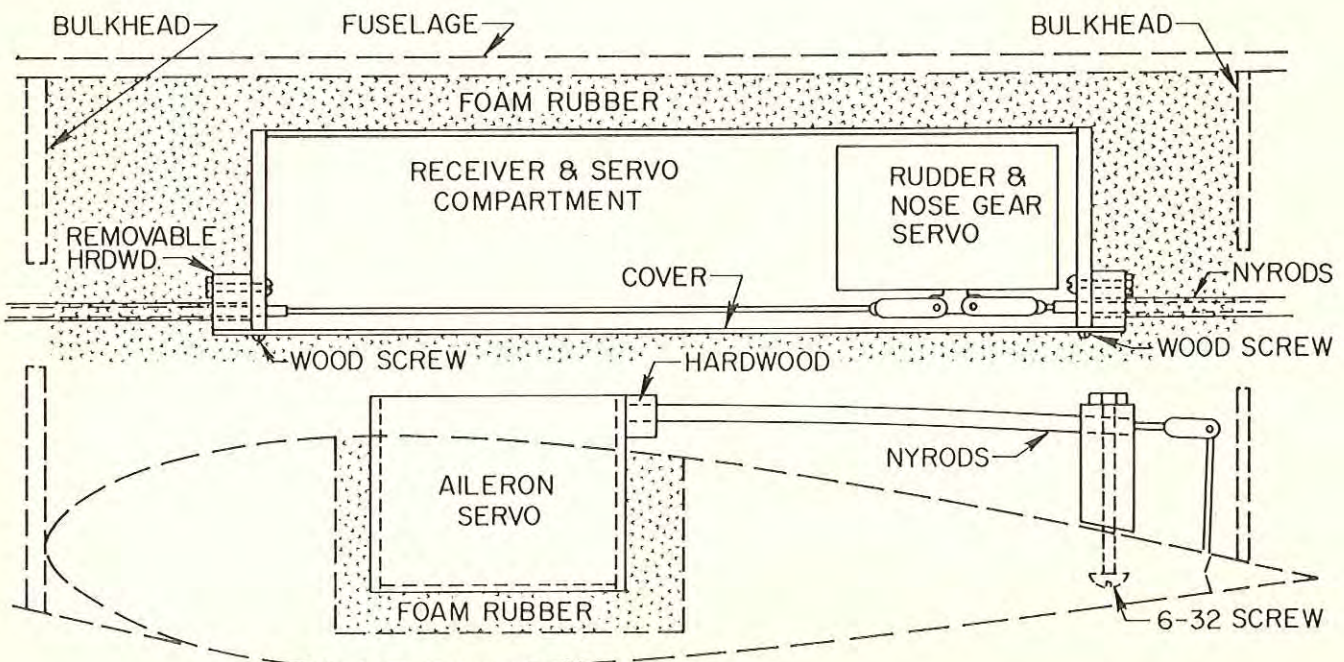 BULKHEAD
FUSELAGE
BULKHEAD
FOAM RUBBER
RECEIVER & SERVO
COMPARTMENT
RUDDER &
NOSE GEAR
SERVO
REMOVABLE
HRDWD.
COVER
NYRODS
WOOD SCREW
HARDWOOD
WOOD SCREW
NYRODS
AILERON
SERVO
FOAM RUBBER
6-32 SCREW